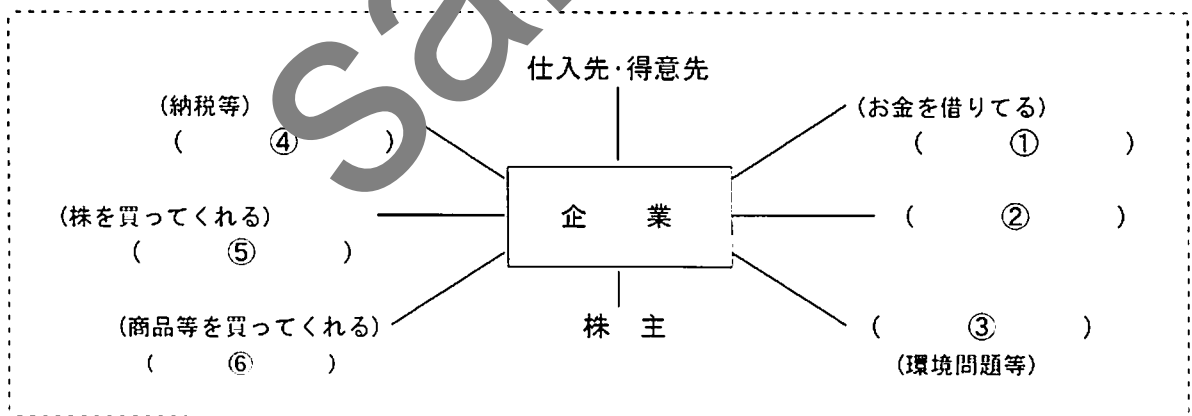 仕入先·得意先
(納税等)
( ④ )
(お金を借りてる)
( ① )
(株を買ってくれる)
( ⑤ )
企 業
( ② )
(商品等を買ってくれる)
( ⑥ )
株 主
( ③ )
(環境問題等)